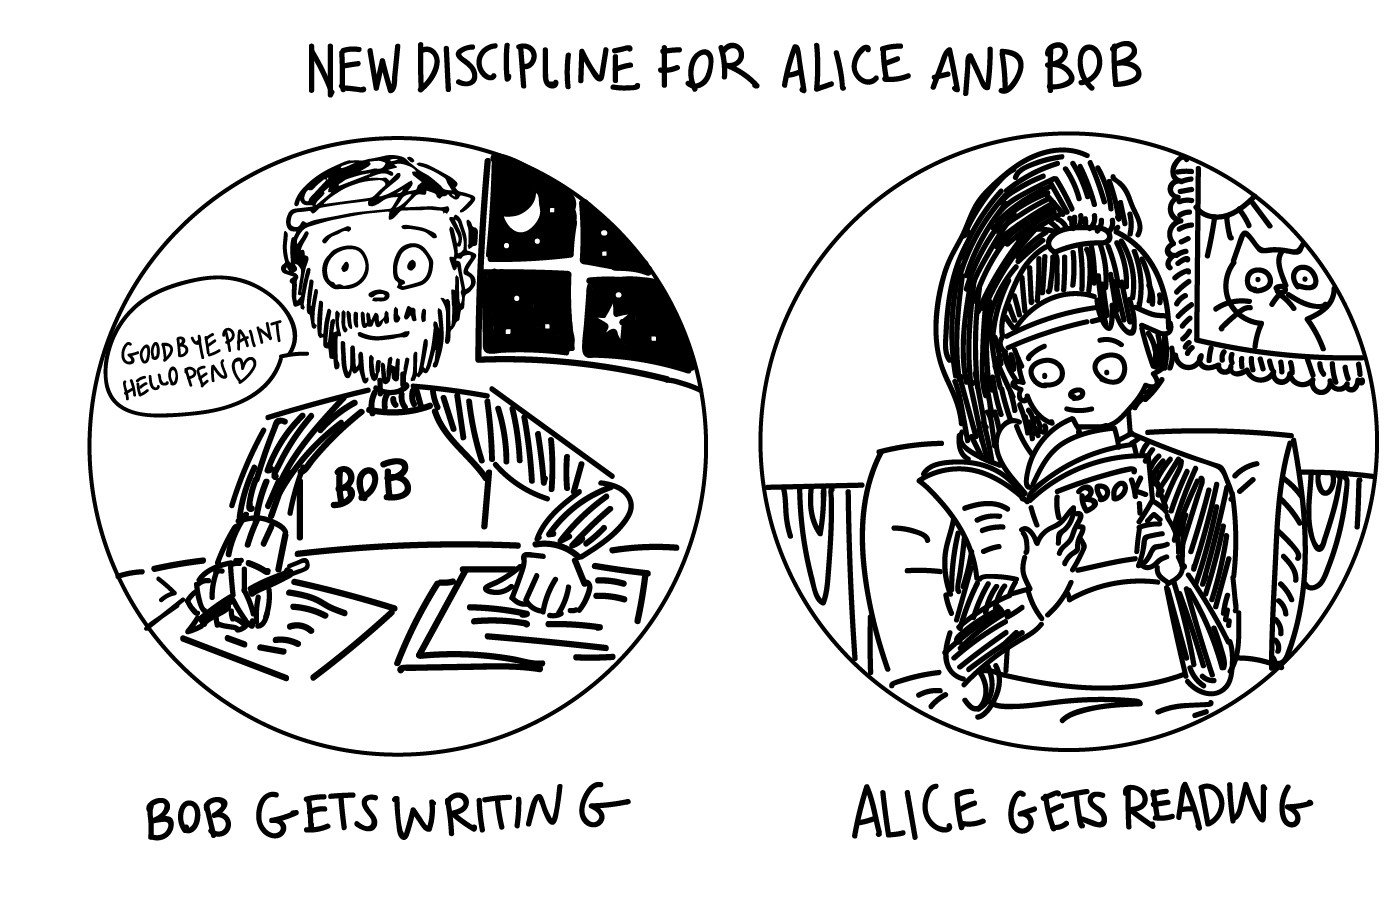 NEW DISCIPLINE FOR ALICE AND BOB
GOODBYE PAINT
HELLO PEN♡
BOB
BOOK
BOB GETS WRITING
ALICE GETS READING